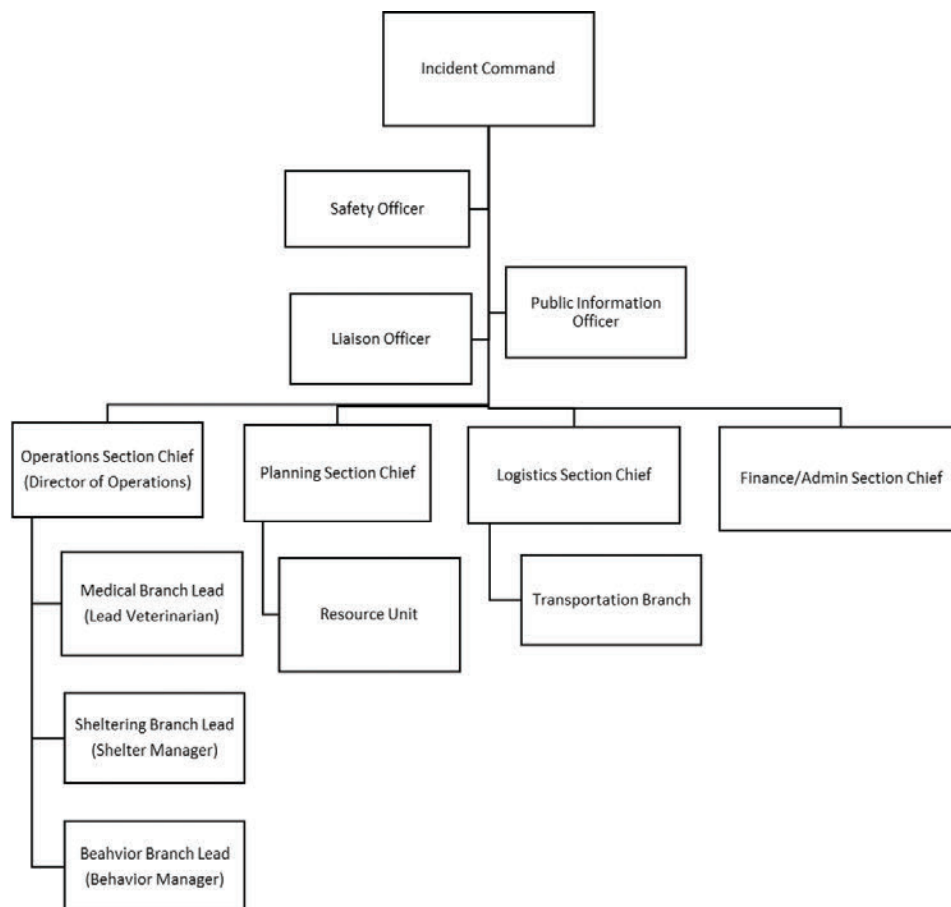 Incident Command
Safety Officer
Public Information
Officer
Liaison Officer
Operations Section Chief
(Director of Operations)
Planning Section Chief
Logistics Section Chief
Finance/Admin Section Chief
Medical Branch Lead
(Lead Veterinarian)
Resource Unit
Transportation Branch
Sheltering Branch Lead
(Shelter Manager)
Beahvior Branch Lead
(Behavior Manager)